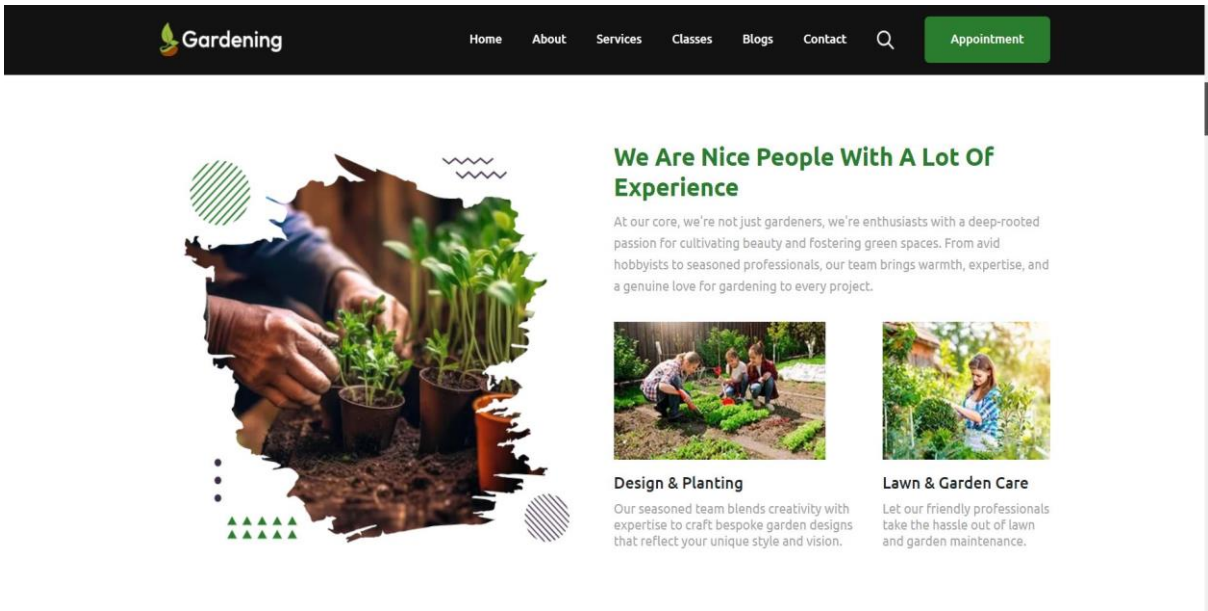 Gardening
Home About Services Classes Blogs Contact Appointment
We Are Nice People With A Lot Of
Experience
At our core, we're not just gardeners, we're enthusiasts with a deep-rooted
passion for cultivating beauty and fostering green spaces. From avid
hobbyists to seasoned professionals, our team brings warmth, expertise, and
a genuine love for gardening to every project.
Design & Planting
Our seasoned team blends creativity with
expertise to craft bespoke garden designs
that reflect your unique style and vision.
Lawn & Garden Care
Let our friendly professionals
take the hassle out of lawn
and garden maintenance.